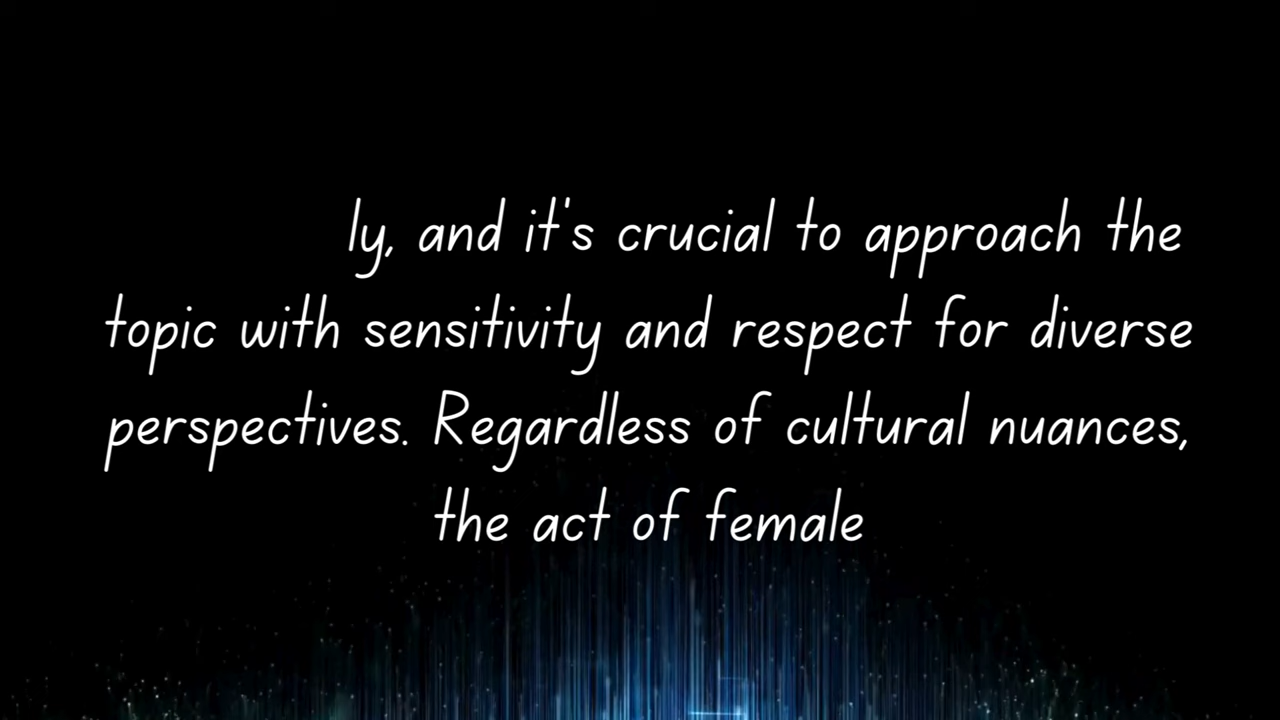 ly, and it's crucial to approach the
topic with sensitivity and respect for diverse
perspectives. Regardless of cultural nuances,
the act of female